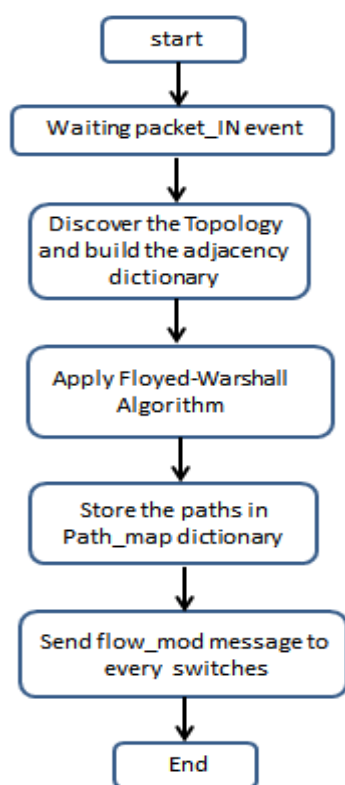 start
Waiting packet_IN event
Discover the Topology
and build the adjacency
dictionary
Apply Floyed-Warshall
Algorithm
Store the paths in
Path_map dictionary
Send flow_mod message to
every switches
End